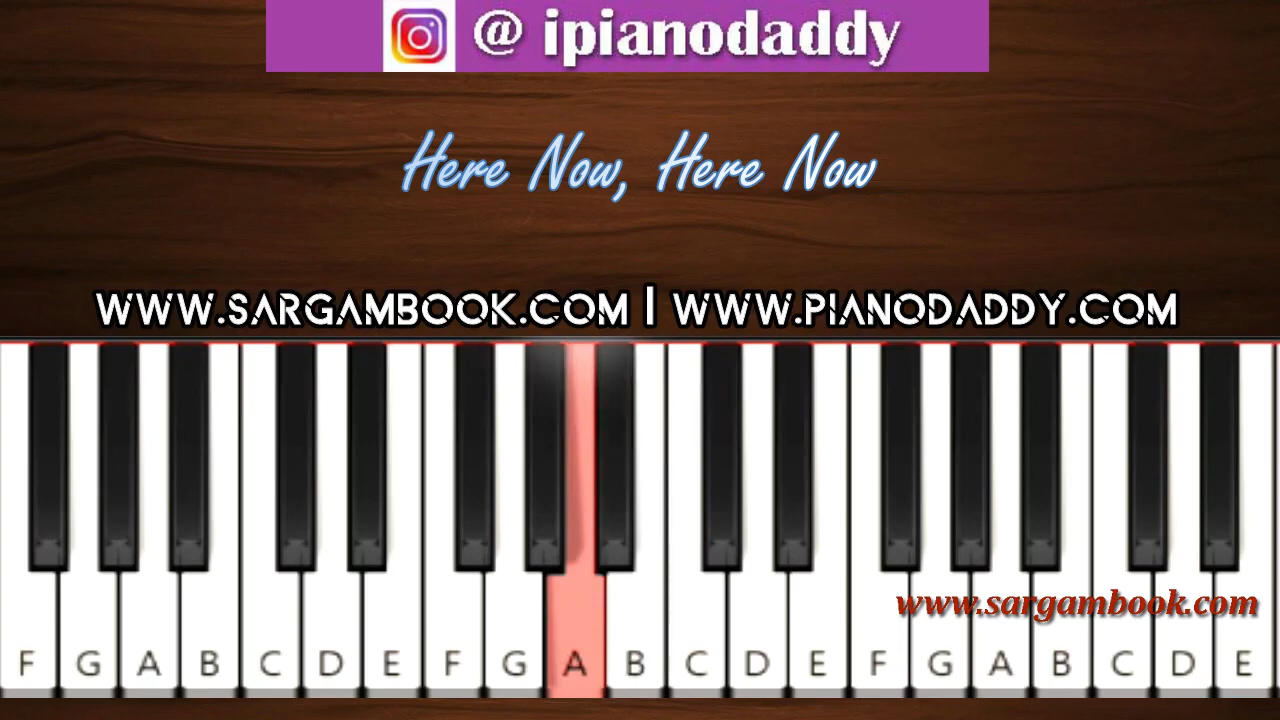 @ ipianodaddy
Here Now, Here Now
WWW.SARGAMBOOK.COM | WWW.PIANODADDY.COM
www.sargambook.com
F G A B C D E F G A B C D E F G A B C D E